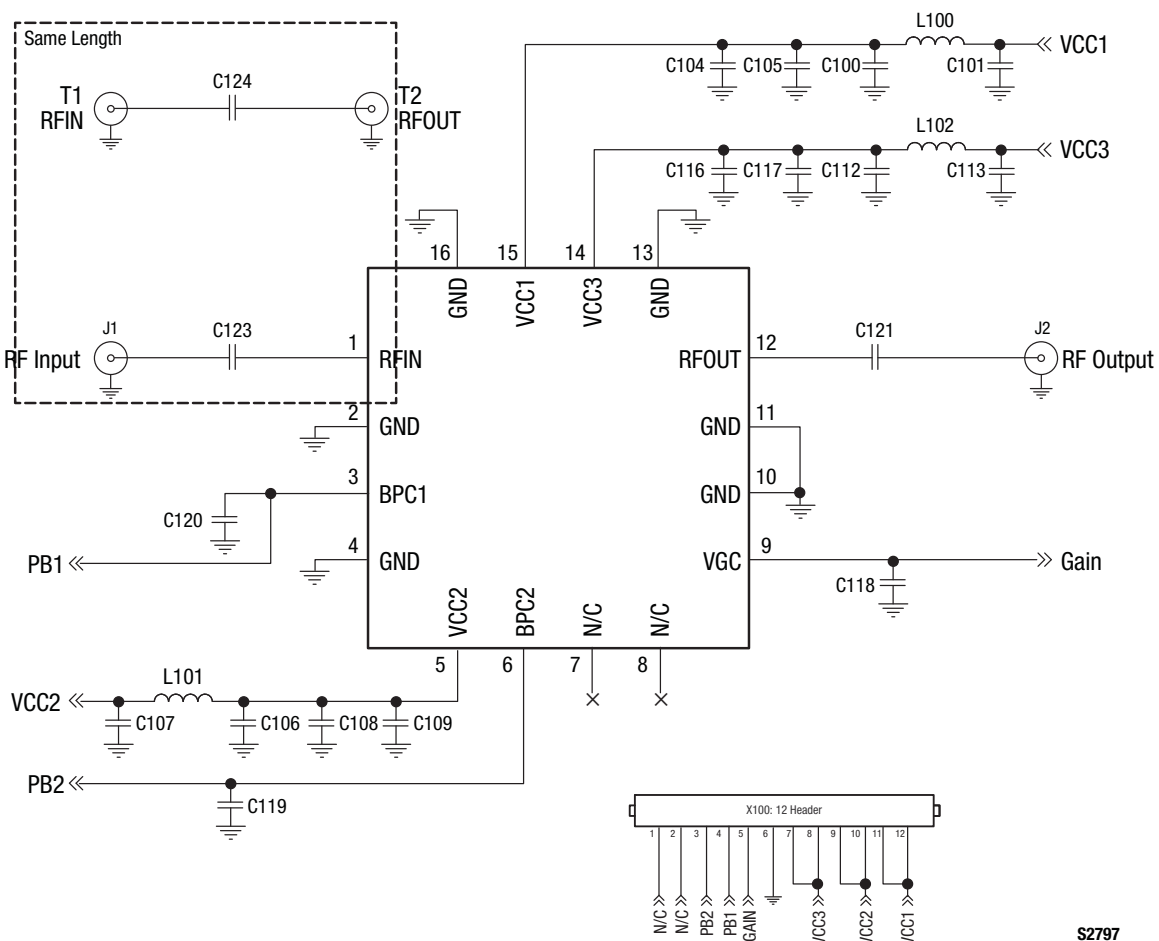 Same Length
T1
RFIN
C124
T2
RFOUT
C104
C105
C100
L100
C101
VCC1
C116
C117
C112
L102
C113
VCC3
16
15
14
13
GND
VCC1
VCC3
GND
RF Input
J1
C123
1
RFIN
RFOUT
12
C121
J2
RF Output
2
GND
GND
11
3
BPC1
GND
10
C120
PB1
4
GND
VGC
9
C118
Gain
VCC2
BPC2
N/C
N/C
5
6
7
8
VCC2
L101
C107
C106
C108
C109
PB2
C119
X100: 12 Header
1
2
3
4
5
6
7
8
9
10
11
12
N/C
N/C
PB2
PB1
GAIN
/CC3
/CC2
/CC1
S2797